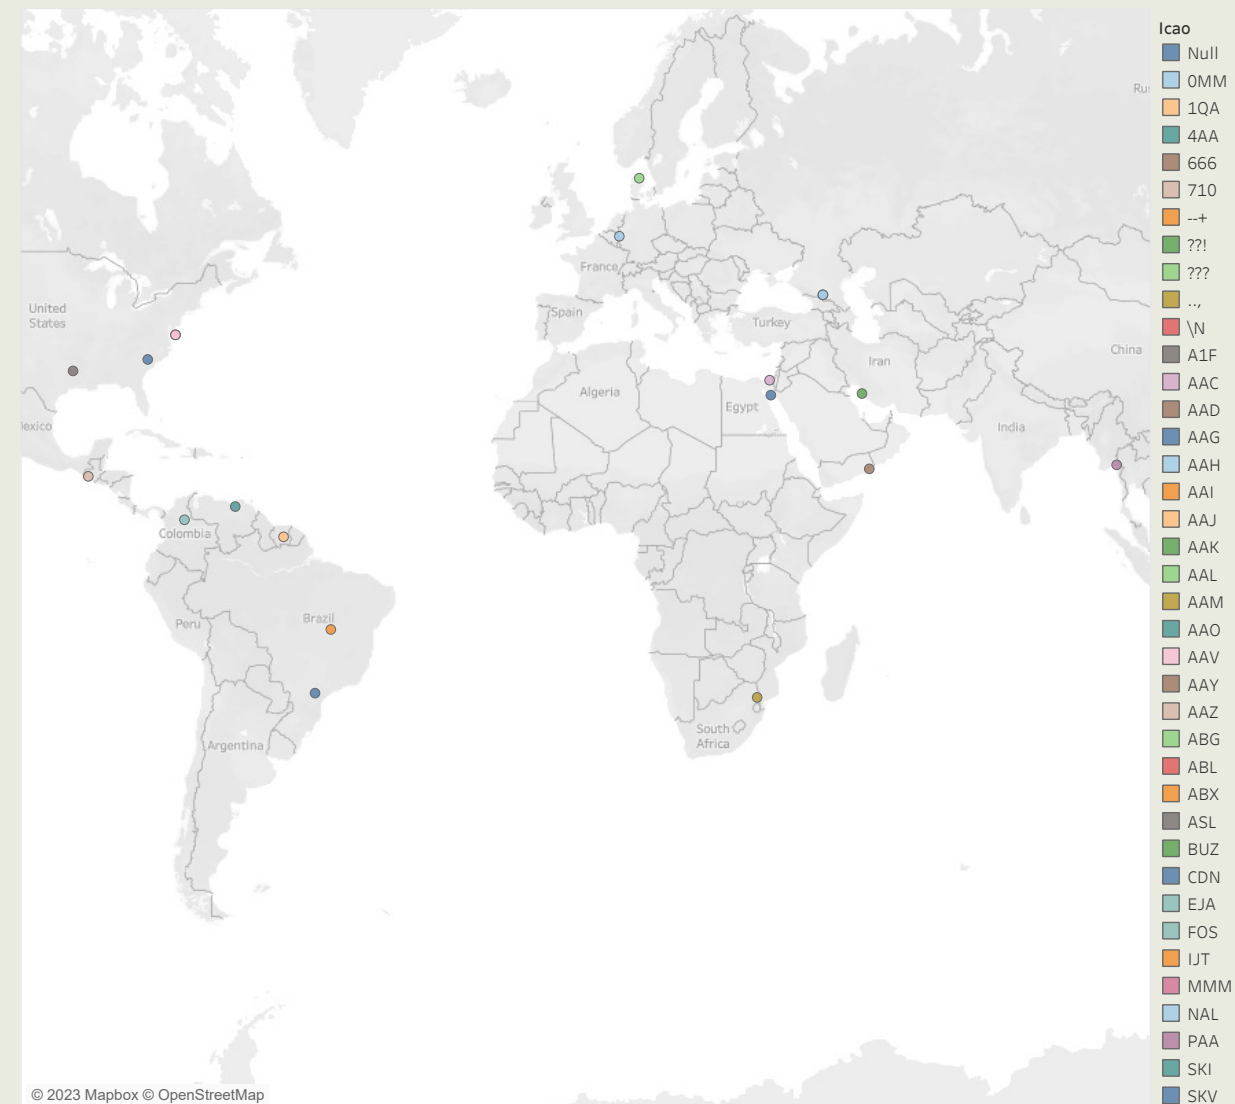 Rus
France
Spain
Turkey
United
States
China
Iran
Algeria
Egypt
India
exico
Colombia
Peru
Brazil
South
Africa
Argentina
© 2023 Mapbox © OpenStreetMap
Icao
Null
0MM
1QA
4AA
666
710
--+
??!
???
..,
\N
A1F
AAC
AAD
AAG
AAH
AAI
AAJ
AAK
AAL
AAM
AAO
AAV
AAY
AAZ
ABG
ABL
ABX
ASL
BUZ
CDN
EJA
FOS
IJT
MMM
NAL
PAA
SKI
SKV